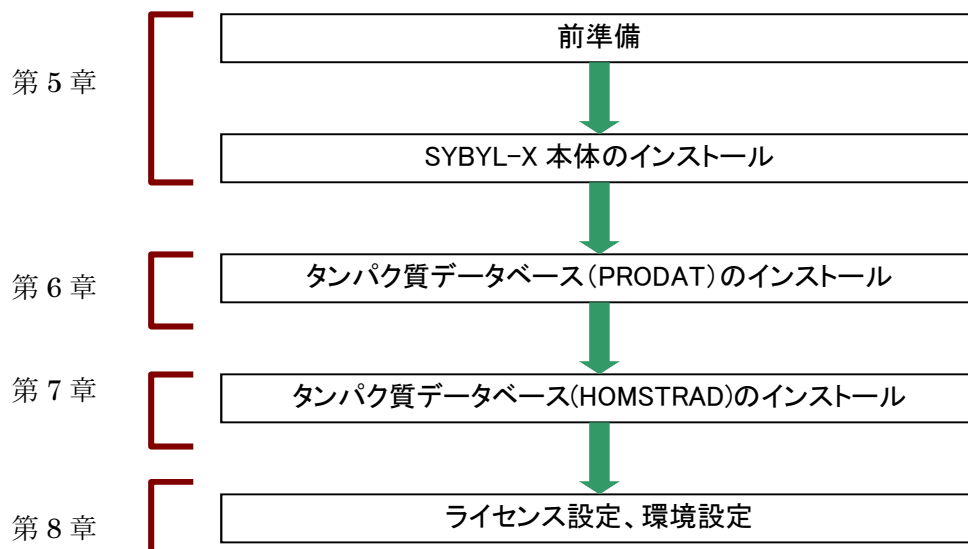 第 5 章
前準備
SYBYL-X 本体のインストール
第 6 章
タンパク質データベース(PRODAT)のインストール
第 7 章
タンパク質データベース(HOMSTRAD)のインストール
第 8 章
ライセンス設定、環境設定